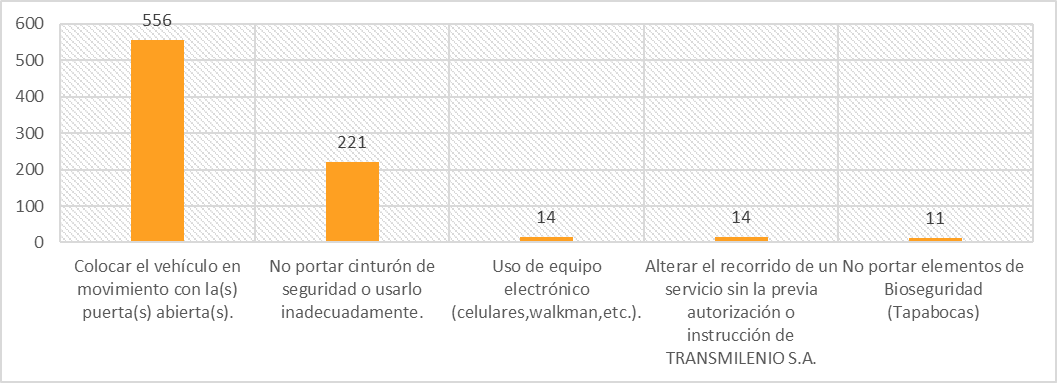 600
500
400
300
200
100
0
556
221
14
14
11
Colocar el vehículo en
movimiento con la(s)
puerta(s) abierta(s).
No portar cinturón de
seguridad o usarlo
inadecuadamente.
Uso de equipo
electrónico
(celulares,walkman,etc.).
Alterar el recorrido de un
servicio sin la previa
autorización o
instrucción de
TRANSMILENIO S.A.
No portar elementos de
Bioseguridad
(Tapabocas)